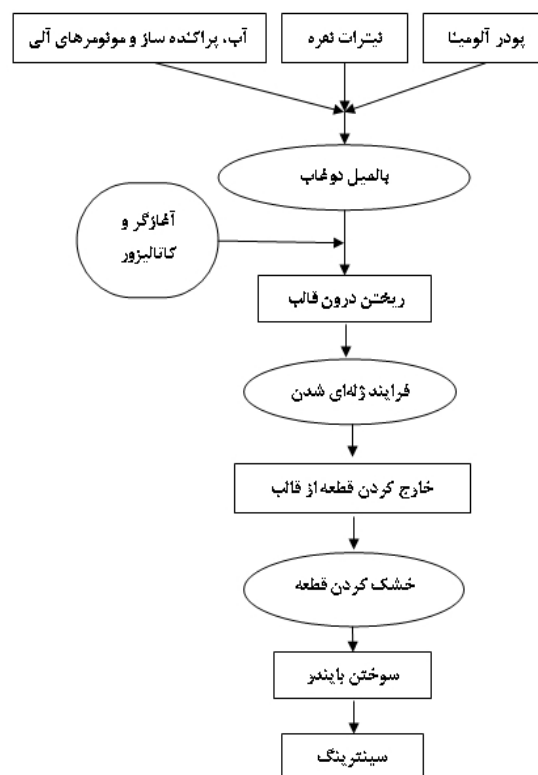 پودر آلومینا
نیترات نقره
آب، پراکنده ساز و مونومرهای آلی
بالمیل دوغاب
آغازگر و
کاتالیزور
ریختن درون قالب
فرایند ژله‌ای شدن
خارج کردن قطعه از قالب
خشک کردن قطعه
سوختن بایندر
سینترینگ